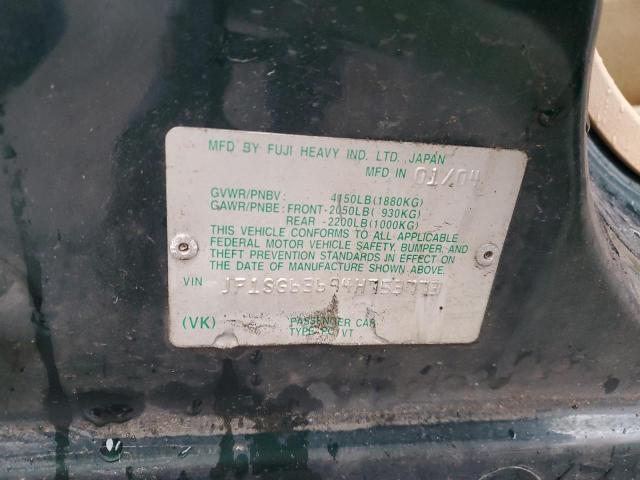 MFD BY FUJI HEAVY IND. LTD., JAPAN
MFD IN 01/04
GVWR/PNBV: 4150LB(1880KG)
GAWR/PNBE: FRONT-2050LB( 930KG)
REAR -2200LB(1000KG)
THIS VEHICLE CONFORMS TO ALL APPLICABLE
FEDERAL MOTOR VEHICLE SAFETY, BUMPER, AND
THEFT PREVENTION STANDARDS IN EFFECT ON
THE DATE OF MANUFACTURE SHOWN ABOVE.
VIN
(VK) PASSENGER CAR
TYPE:PC/VT